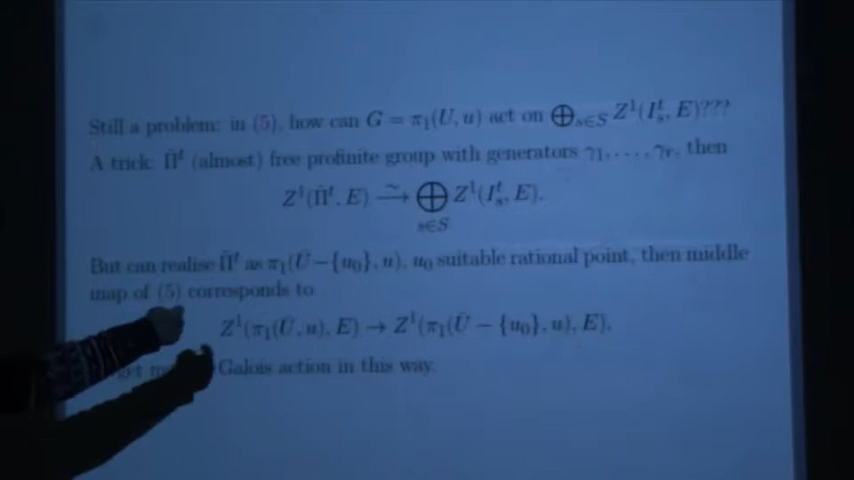 Still a problem: in (5), how can G = π₁(U, u) act on ⊕_{s∈S} Z¹(I_s^t, E)???
A trick: Π̃^t (almost) free profinite group with generators γ₁, . . . , γ_r, then
Z¹(Π̃^t, E) →~ ⊕_{s∈S} Z¹(I_s^t, E).
But can realise Π̃^t as π₁(Ū − {u₀}, u), u₀ suitable rational point, then middle
map of (5) corresponds to
Z¹(π₁(Ū, u), E) → Z¹(π₁(Ū − {u₀}, u), E),
Galois action in this way.